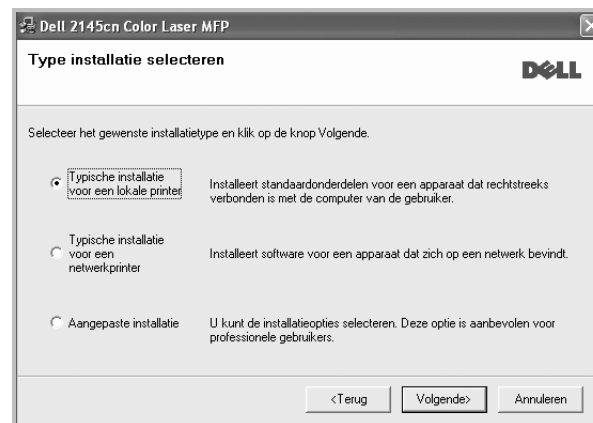 Dell 2145cn Color Laser MFP
Type installatie selecteren
DELL
Selecteer het gewenste installatietype en klik op de knop Volgende.
Typische installatie
voor een lokale printer
Installeert standaardonderdelen voor een apparaat dat rechtstreeks
verbonden is met de computer van de gebruiker.
Typische installatie
voor een
netwerkprinter
Installeert software voor een apparaat dat zich op een netwerk bevindt.
Aangepaste installatie
U kunt de installatieopties selecteren. Deze optie is aanbevolen voor
professionele gebruikers.
<Terug
Volgende>
Annuleren